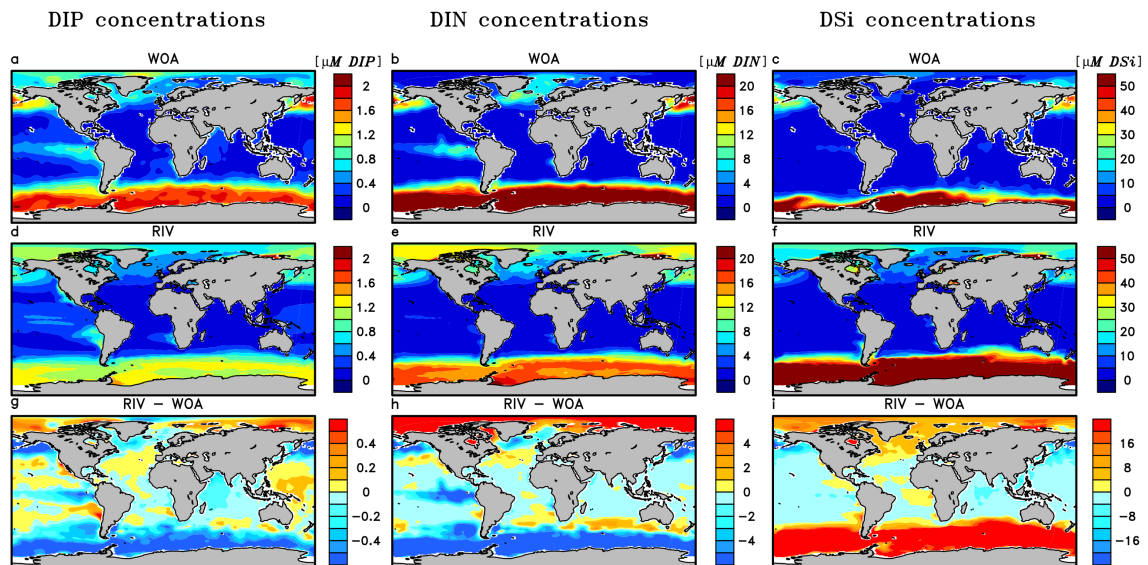 DIP concentrations DIN concentrations DSi concentrations
a WOA [μM DIP] b WOA [μM DIN] c WOA [μM DSi]
2 20 50
1.6 16 40
1.2 12 30
0.8 8 20
0.4 4 10
0 0 0
d RIV e RIV f RIV
2 20 50
1.6 16 40
1.2 12 30
0.8 8 20
0.4 4 10
0 0 0
g RIV – WOA h RIV – WOA i RIV – WOA
0.4 4 16
0.2 2 8
0 0 0
−0.2 −2 −8
−0.4 −4 −16